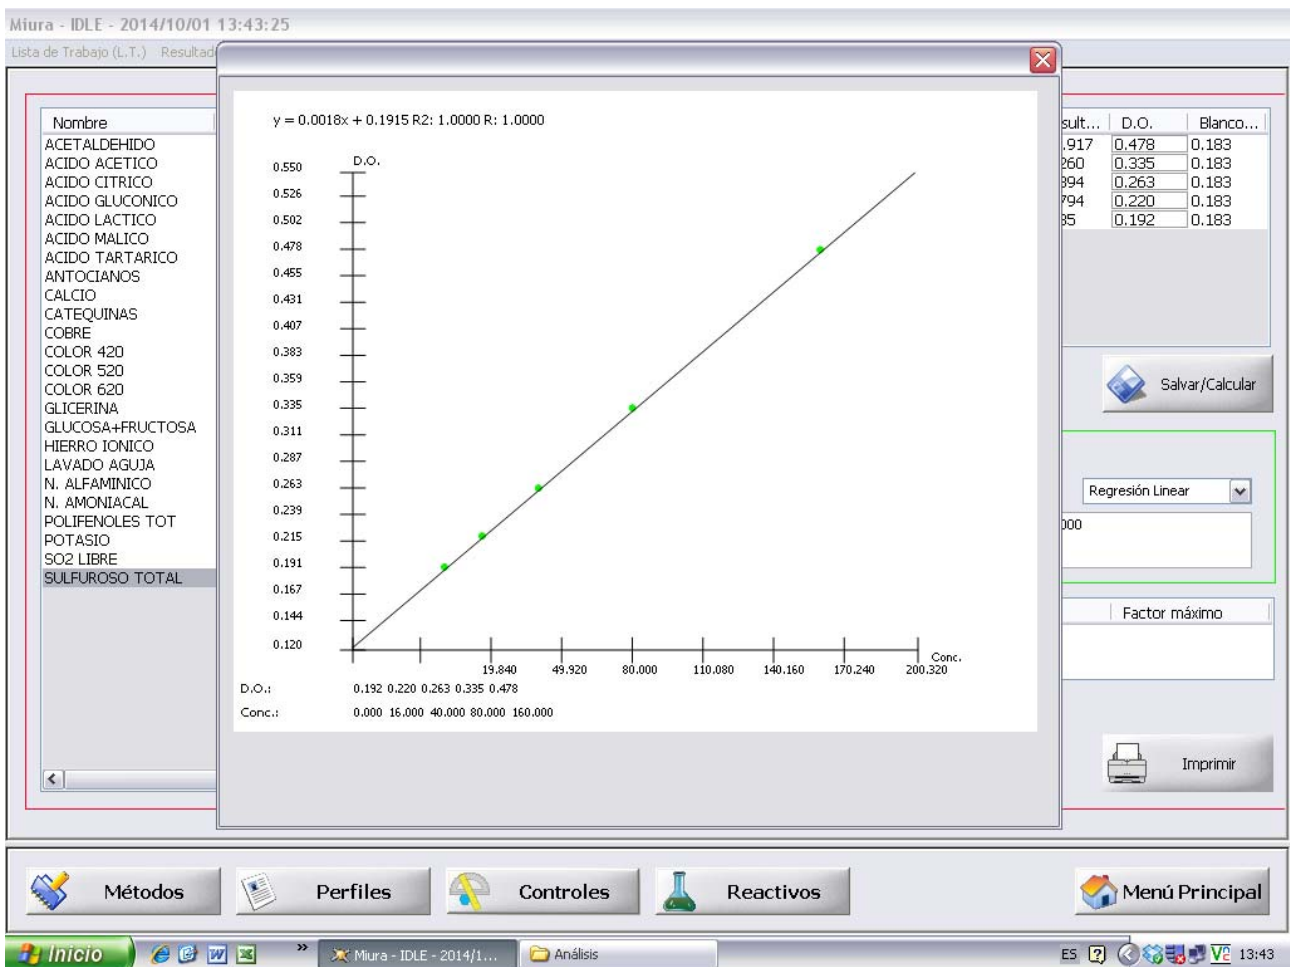 Miura - IDLE - 2014/10/01 13:43:25
Lista de Trabajo (L.T.) Resultad
y = 0.0018x + 0.1915 R2: 1.0000 R: 1.0000
D.O.
0.550
0.526
0.502
0.478
0.455
0.431
0.407
0.383
0.359
0.335
0.311
0.287
0.263
0.239
0.215
0.191
0.167
0.144
0.120
19.840 49.920 80.000 110.080 140.160 170.240 200.320
Conc.
D.O.: 0.192 0.220 0.263 0.335 0.478
Conc.: 0.000 16.000 40.000 80.000 160.000
Nombre
ACETALDEHIDO
ACIDO ACETICO
ACIDO CITRICO
ACIDO GLUCONICO
ACIDO LACTICO
ACIDO MALICO
ACIDO TARTARICO
ANTOCIANOS
CALCIO
CATEQUINAS
COBRE
COLOR 420
COLOR 520
COLOR 620
GLICERINA
GLUCOSA+FRUCTOSA
HIERRO IONICO
LAVADO AGUJA
N. ALFAMINICO
N. AMONIACAL
POLIFENOLES TOT
POTASIO
SO2 LIBRE
SULFUROSO TOTAL
sult... D.O. Blanco...
.917 0.478 0.183
260 0.335 0.183
394 0.263 0.183
794 0.220 0.183
35 0.192 0.183
Salvar/Calcular
Regresión Linear
000
Factor máximo
Imprimir
Métodos Perfiles Controles Reactivos Menú Principal
Inicio » Miura - IDLE - 2014/1... Análisis ES 13:43